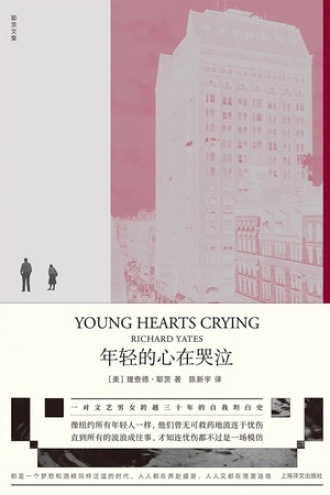 耶茨文集
YOUNG HEARTS CRYING
RICHARD YATES
年轻的心在哭泣
[美] 理查德·耶茨 著 陈新宇 译
一对文艺男女跨越三十年的自我坦白史
像纽约所有年轻人一样，他们曾无可救药地流连于忧伤
直到所有的流浪成往事，才知连忧伤都不过是一场模仿
那是一个梦想和酒精同样泛滥的时代，人人都在奔赴盛宴，人人又都在落寞退场
上海译文出版社